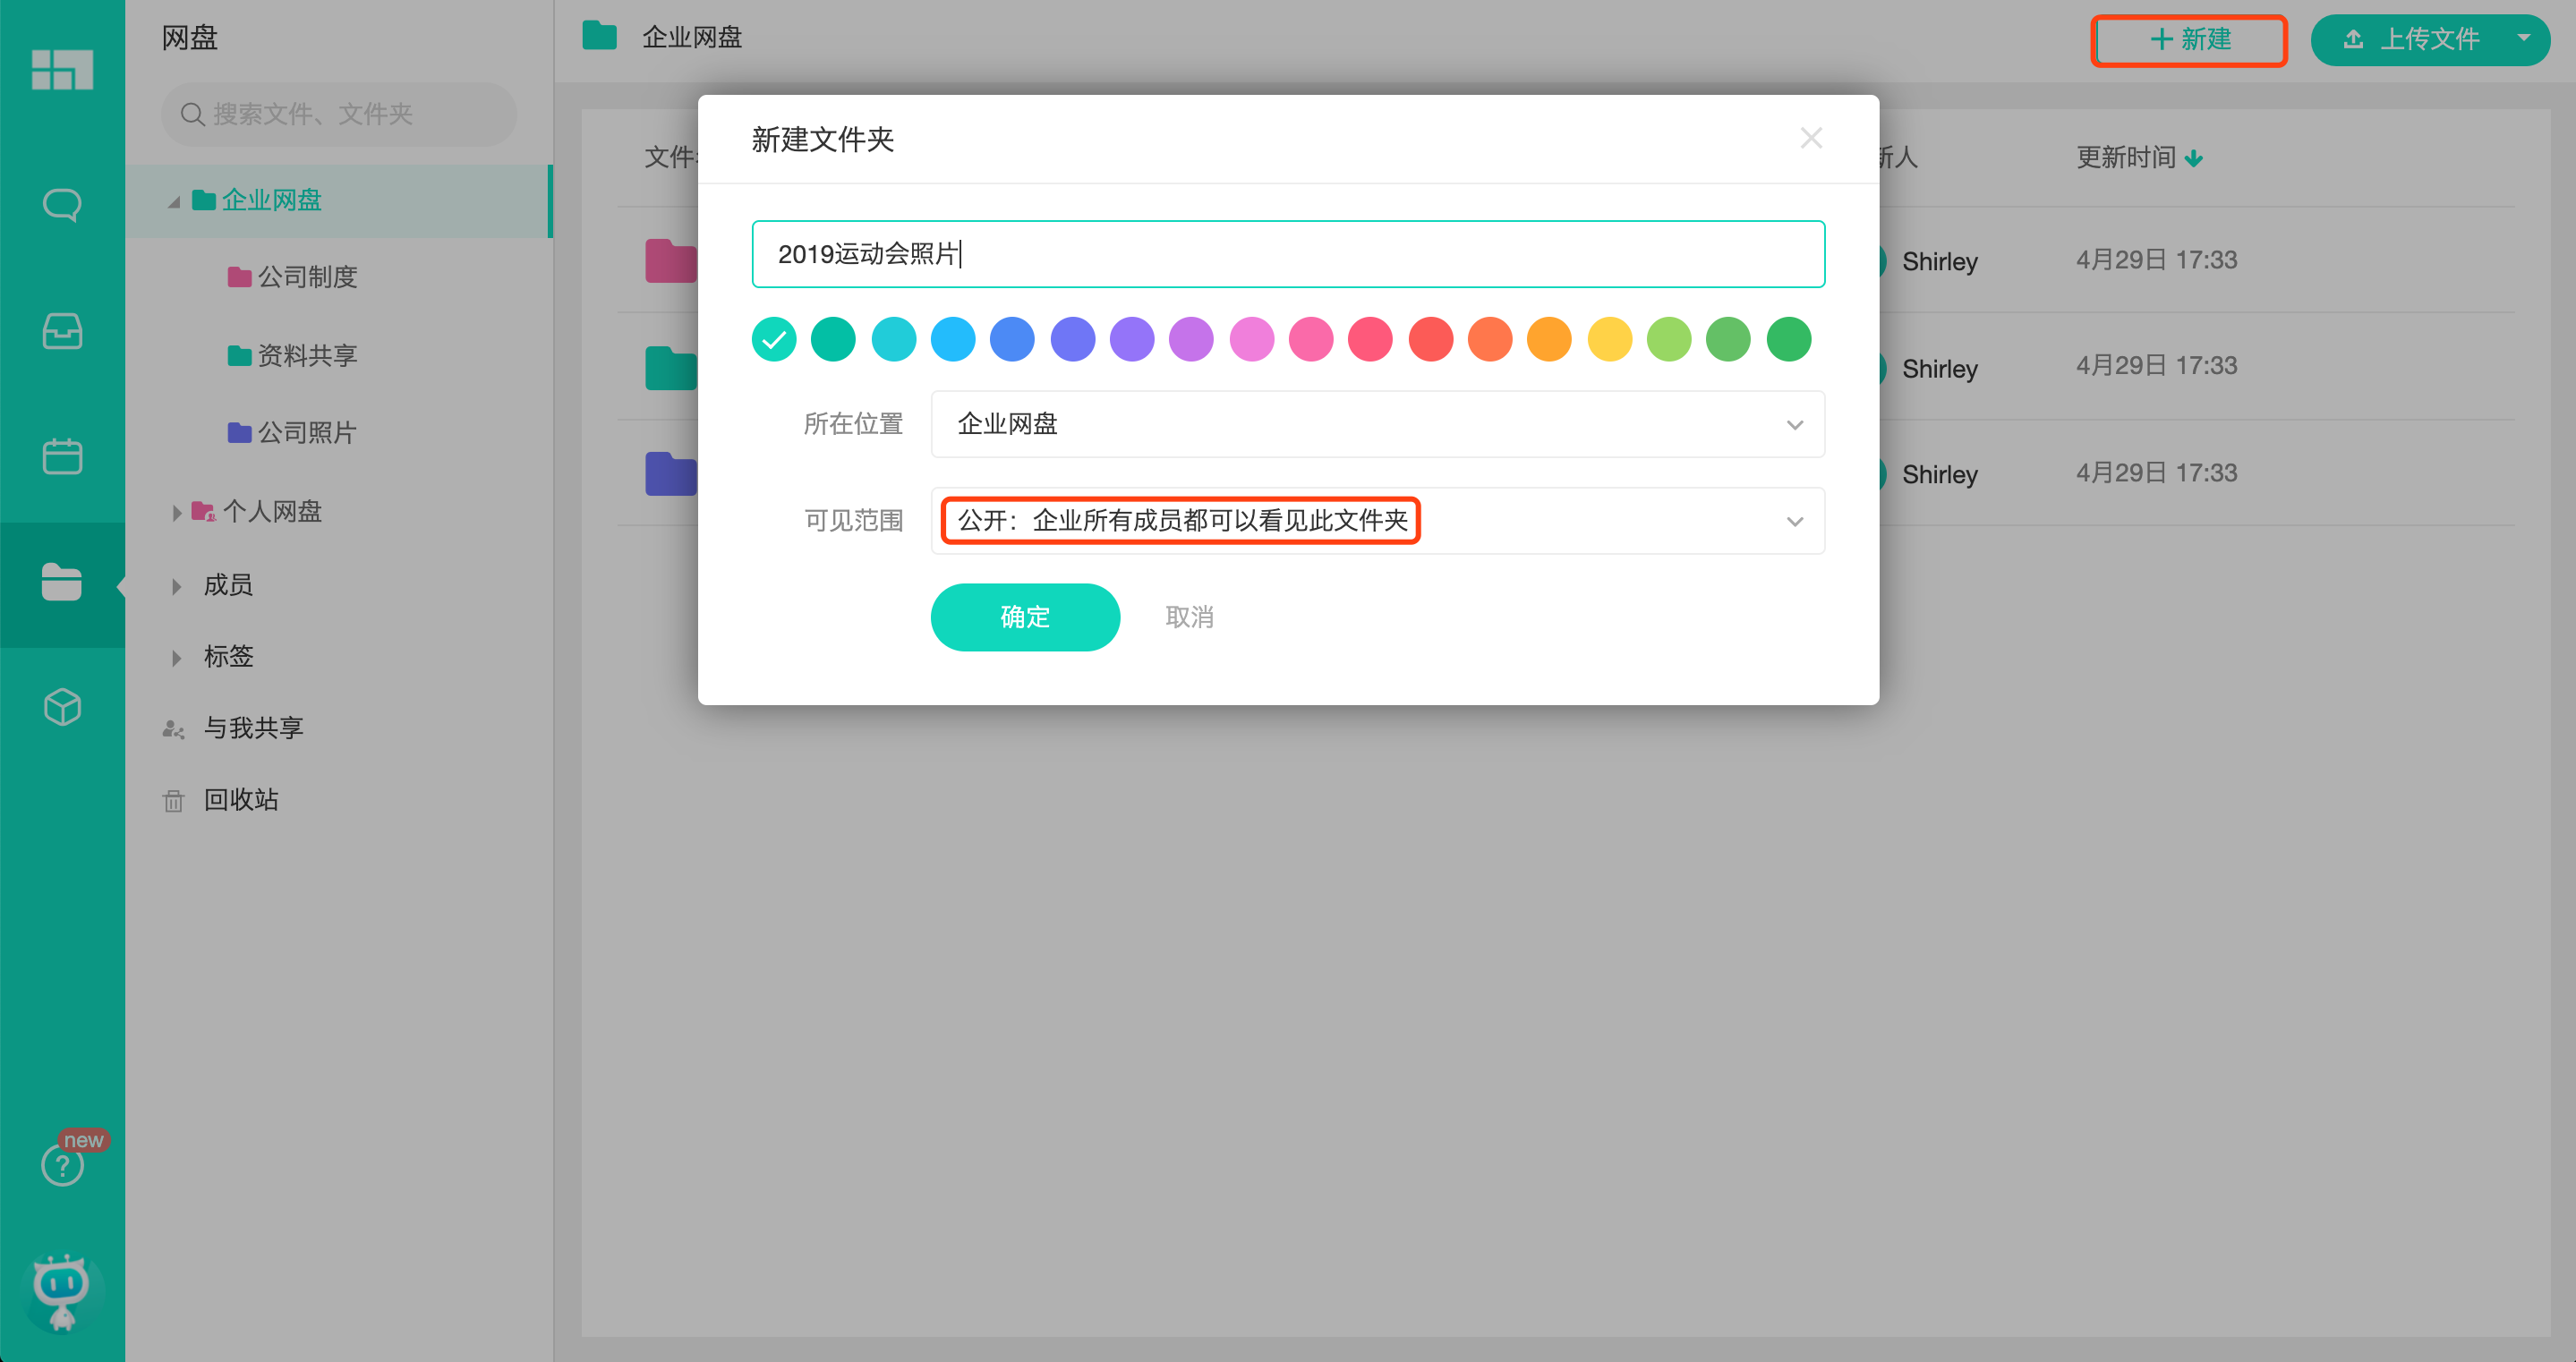 网盘
搜索文件、文件夹
企业网盘
公司制度
资料共享
公司照片
个人网盘
成员
标签
与我共享
回收站
new
企业网盘
新建
上传文件
文件
新人
更新时间
Shirley
4月29日 17:33
Shirley
4月29日 17:33
Shirley
4月29日 17:33
新建文件夹
2019运动会照片
所在位置
企业网盘
可见范围
公开：企业所有成员都可以看见此文件夹
确定
取消